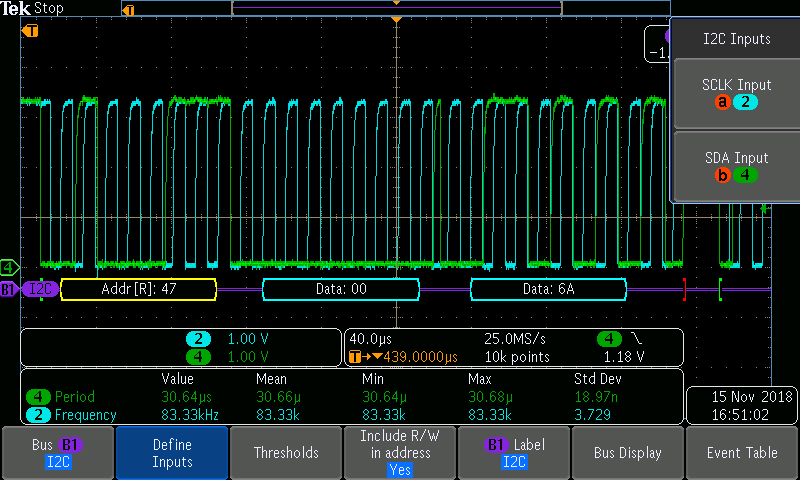 Tek Stop
T
T
I2C Inputs
-1.
SCLK Input
a 2
SDA Input
b 4
4
B1 I2C Addr[R]: 47 Data: 00 Data: 6A
2 1.00 V
4 1.00 V
40.0µs 25.0MS/s 4
T→▼439.0000µs 10k points 1.18 V
Value Mean Min Max Std Dev
4 Period 30.64µs 30.66µ 30.64µ 30.68µ 18.97n
2 Frequency 83.33kHz 83.33k 83.33k 83.33k 3.729
15 Nov 2018
16:51:02
Bus B1
I2C
Define
Inputs
Thresholds
Include R/W
in address
Yes
B1 Label
I2C
Bus Display
Event Table